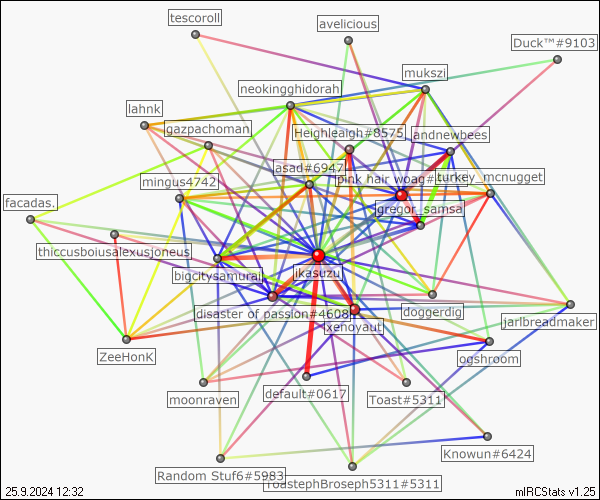 tescoroll
avelicious
Duck™#9103
mukszi
neokingghidorah
lahnk
gazpachoman
Heighleaigh#8575
andnewbees
asad#6947
pink hair woag#
turkey_mcnugget
mingus4742
facadas.
gregor_samsa
thiccusboiusalexusjoneus
bigcitysamurai
ikasuzu
disaster of passion#4608
doggerdig
jarlbreadmaker
xenoyaut
ZeeHonK
ogshroom
moonraven
default#0617
Toast#5311
Knowun#6424
Random Stuf6#5983
ToastephBroseph5311#5311
25.9.2024 12:32
mIRCStats v1.25